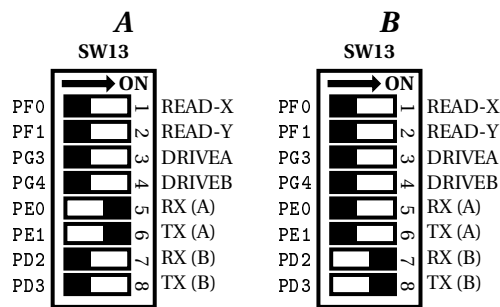 A
SW13
ON
PF0 1 READ-X
PF1 2 READ-Y
PG3 3 DRIVEA
PG4 4 DRIVEB
PE0 5 RX (A)
PE1 6 TX (A)
PD2 7 RX (B)
PD3 8 TX (B)
B
SW13
ON
PF0 1 READ-X
PF1 2 READ-Y
PG3 3 DRIVEA
PG4 4 DRIVEB
PE0 5 RX (A)
PE1 6 TX (A)
PD2 7 RX (B)
PD3 8 TX (B)